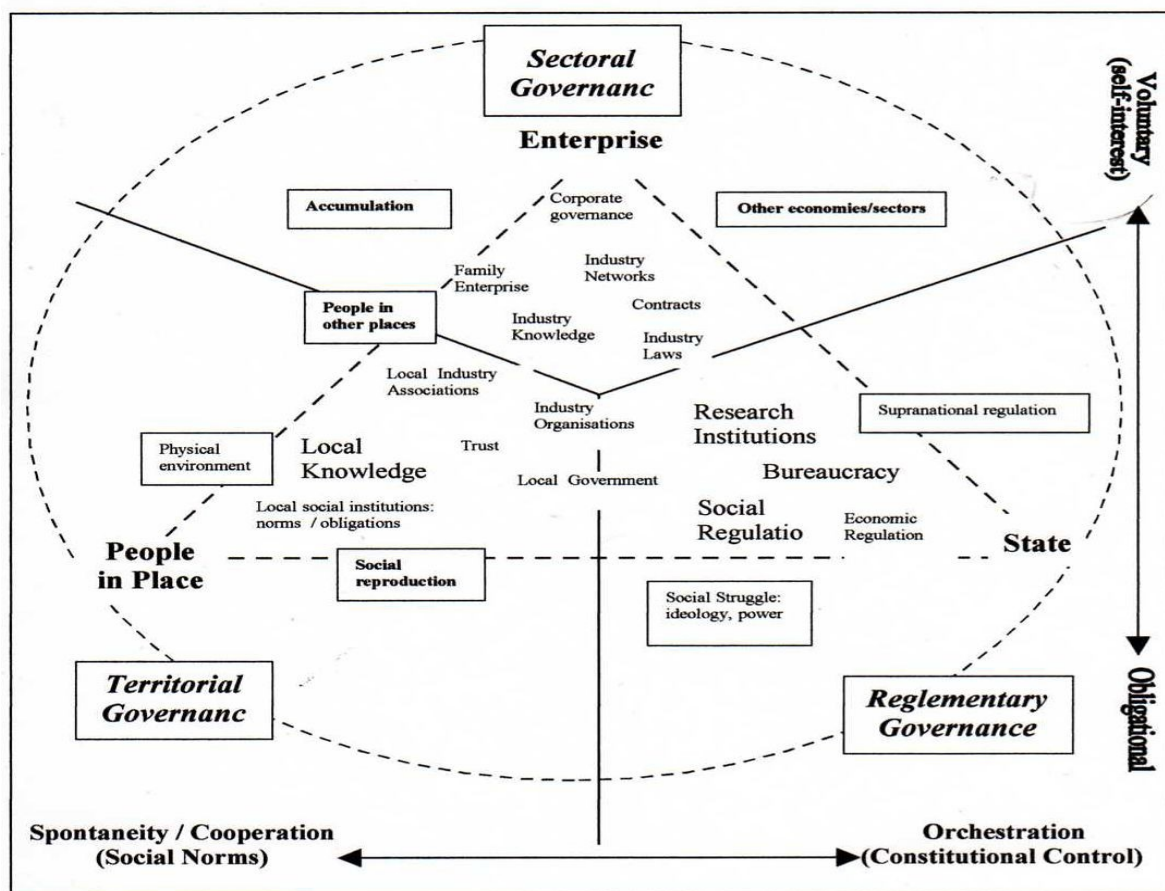 Sectoral
Governanc
Enterprise
Voluntary
(self-interest)
Accumulation
Corporate
governance
Other economies/sectors
Family
Enterprise
Industry
Networks
People in
other places
Contracts
Industry
Knowledge
Industry
Laws
Local Industry
Associations
Industry
Organisations
Research
Institutions
Supranational regulation
Physical
environment
Local
Knowledge
Trust
Bureaucracy
Local Government
Local social institutions:
norms / obligations
Social
Regulatio
Economic
Regulation
People
in Place
State
Social
reproduction
Social Struggle:
ideology, power
Territorial
Governanc
Reglementary
Governance
Obligational
Spontaneity / Cooperation
(Social Norms)
Orchestration
(Constitutional Control)